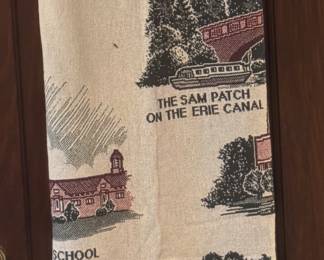 THE SAM PATCH
ON THE ERIE CANAL
SCHOOL